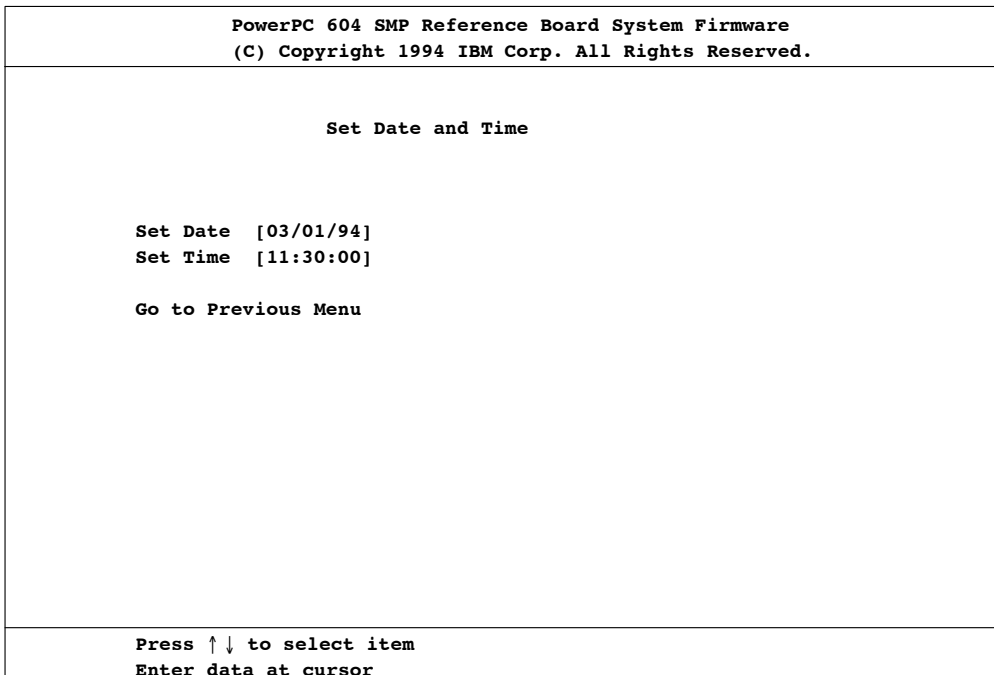 PowerPC 604 SMP Reference Board System Firmware
(C) Copyright 1994 IBM Corp. All Rights Reserved.
Set Date and Time
Set Date [03/01/94]
Set Time [11:30:00]
Go to Previous Menu
Press ↑↓ to select item
Enter data at cursor